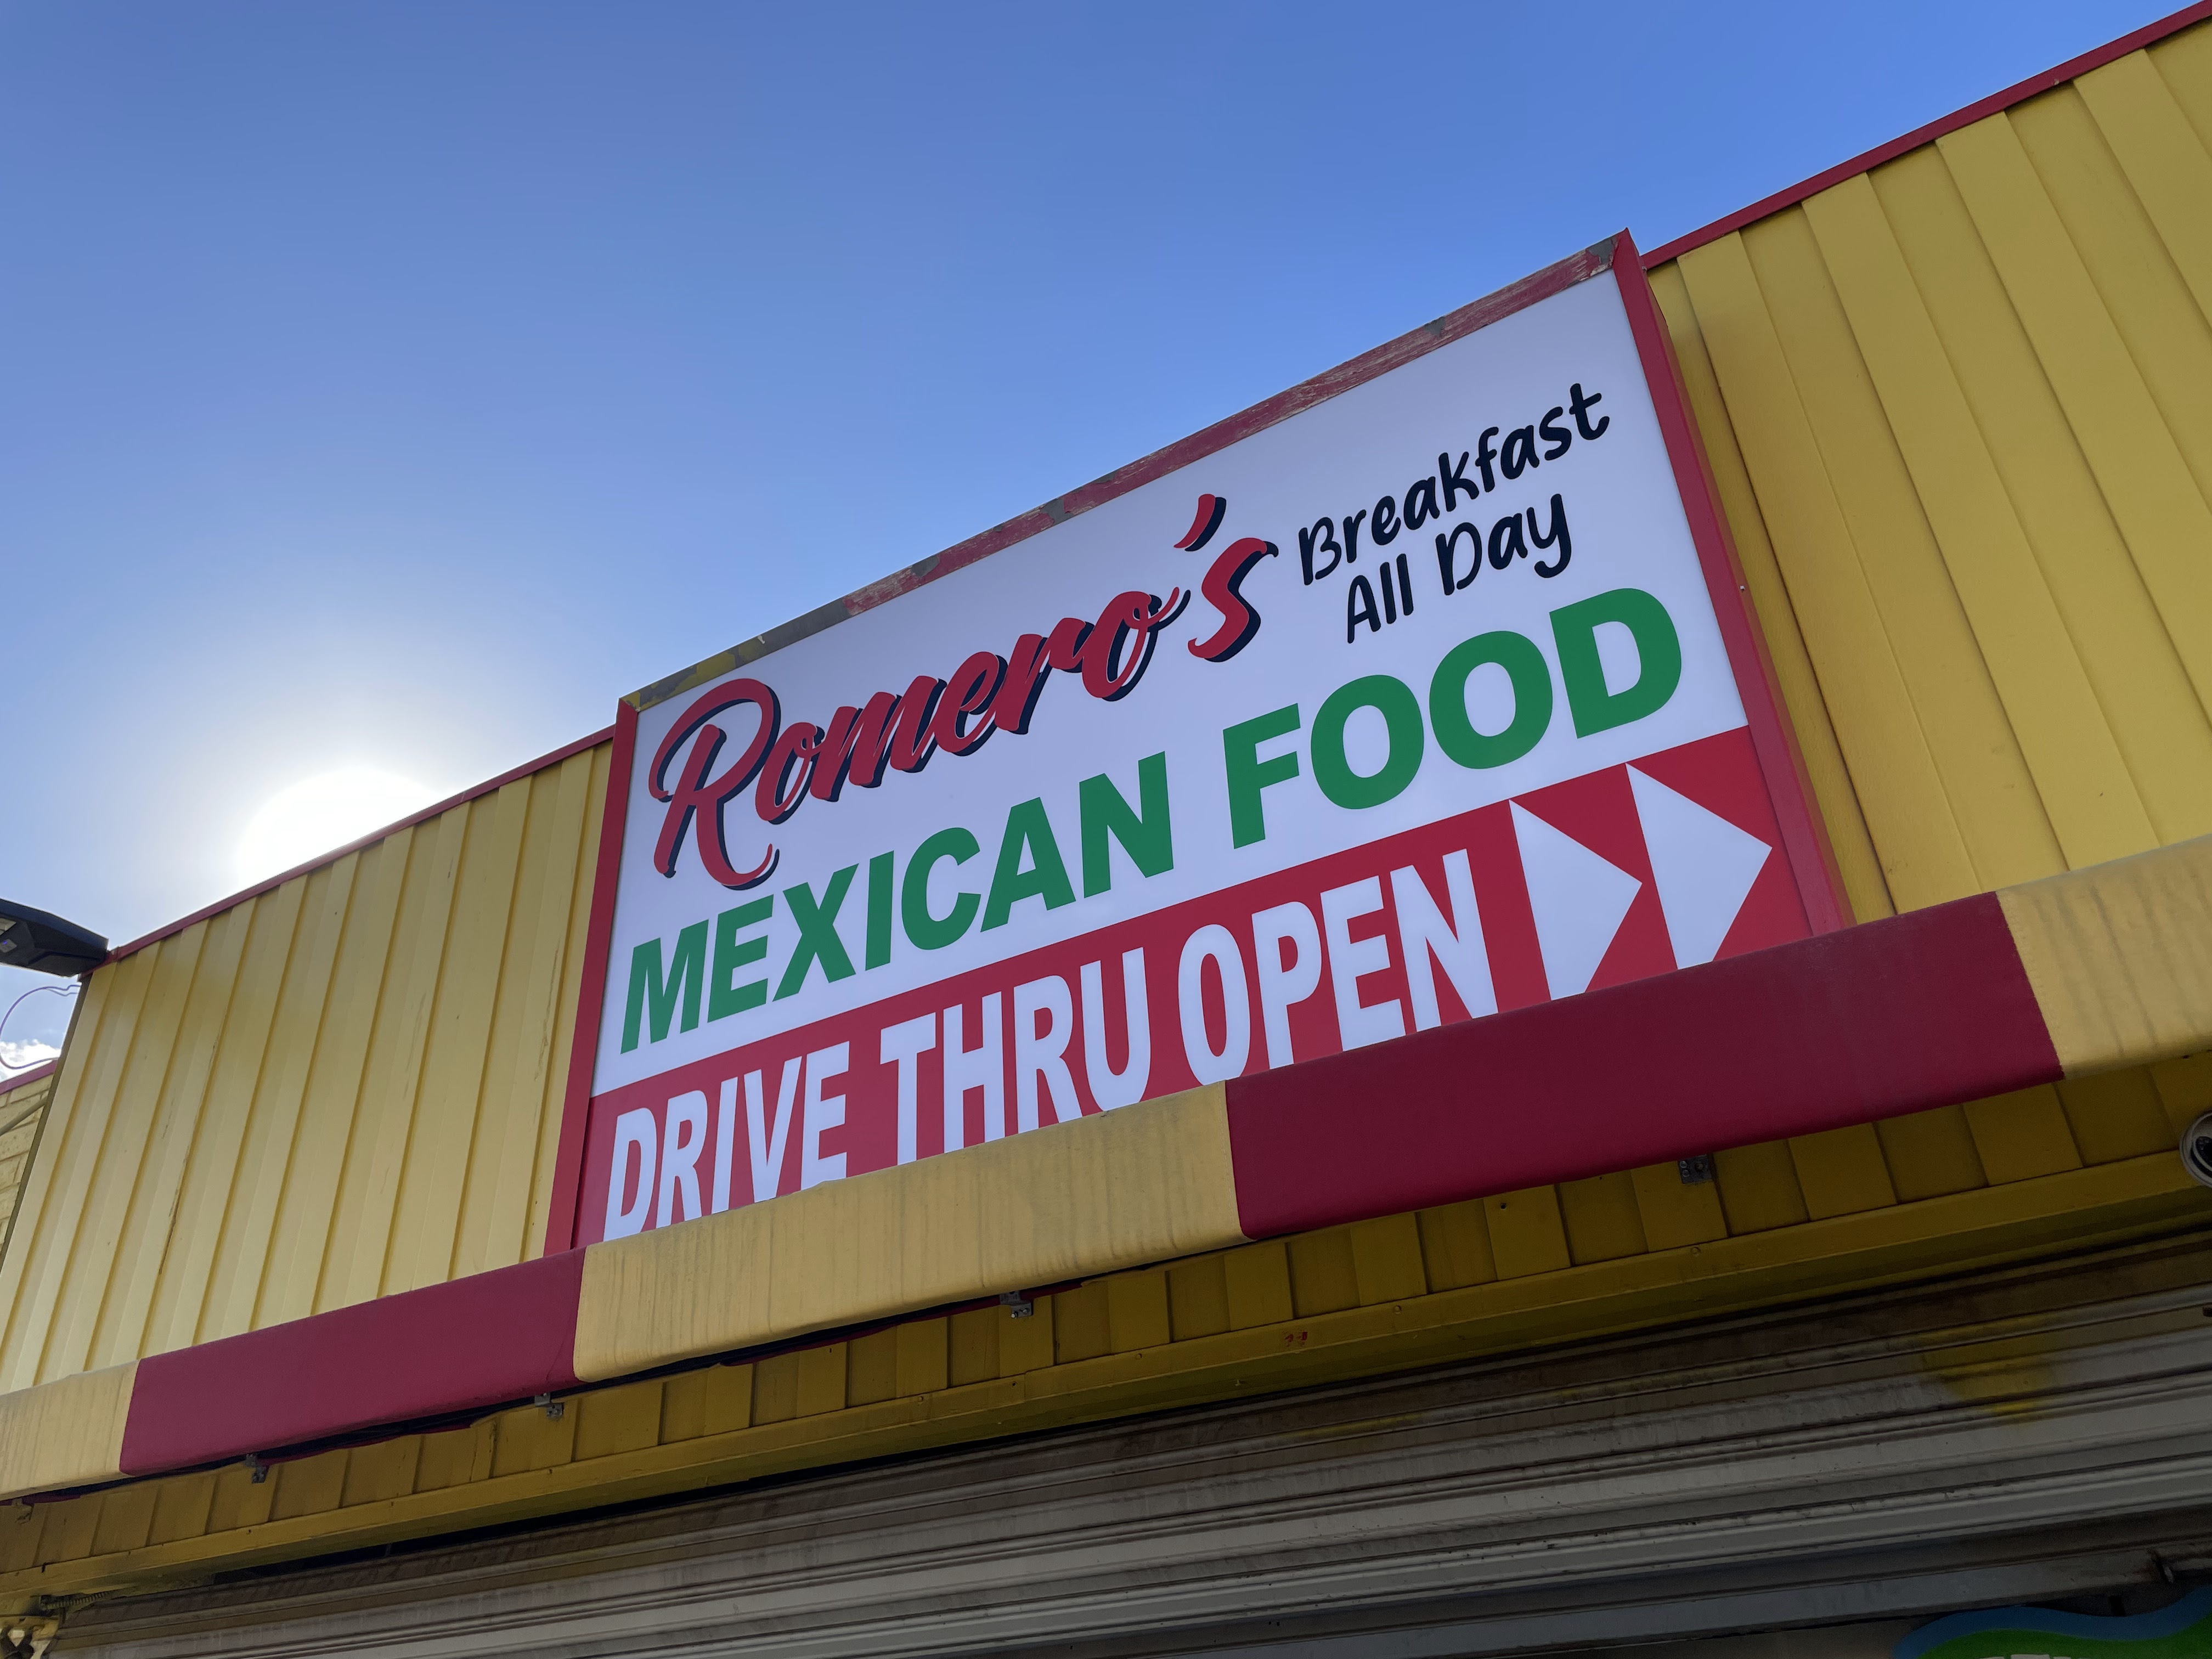 Romero's
Breakfast
All Day
MEXICAN FOOD
DRIVE THRU OPEN